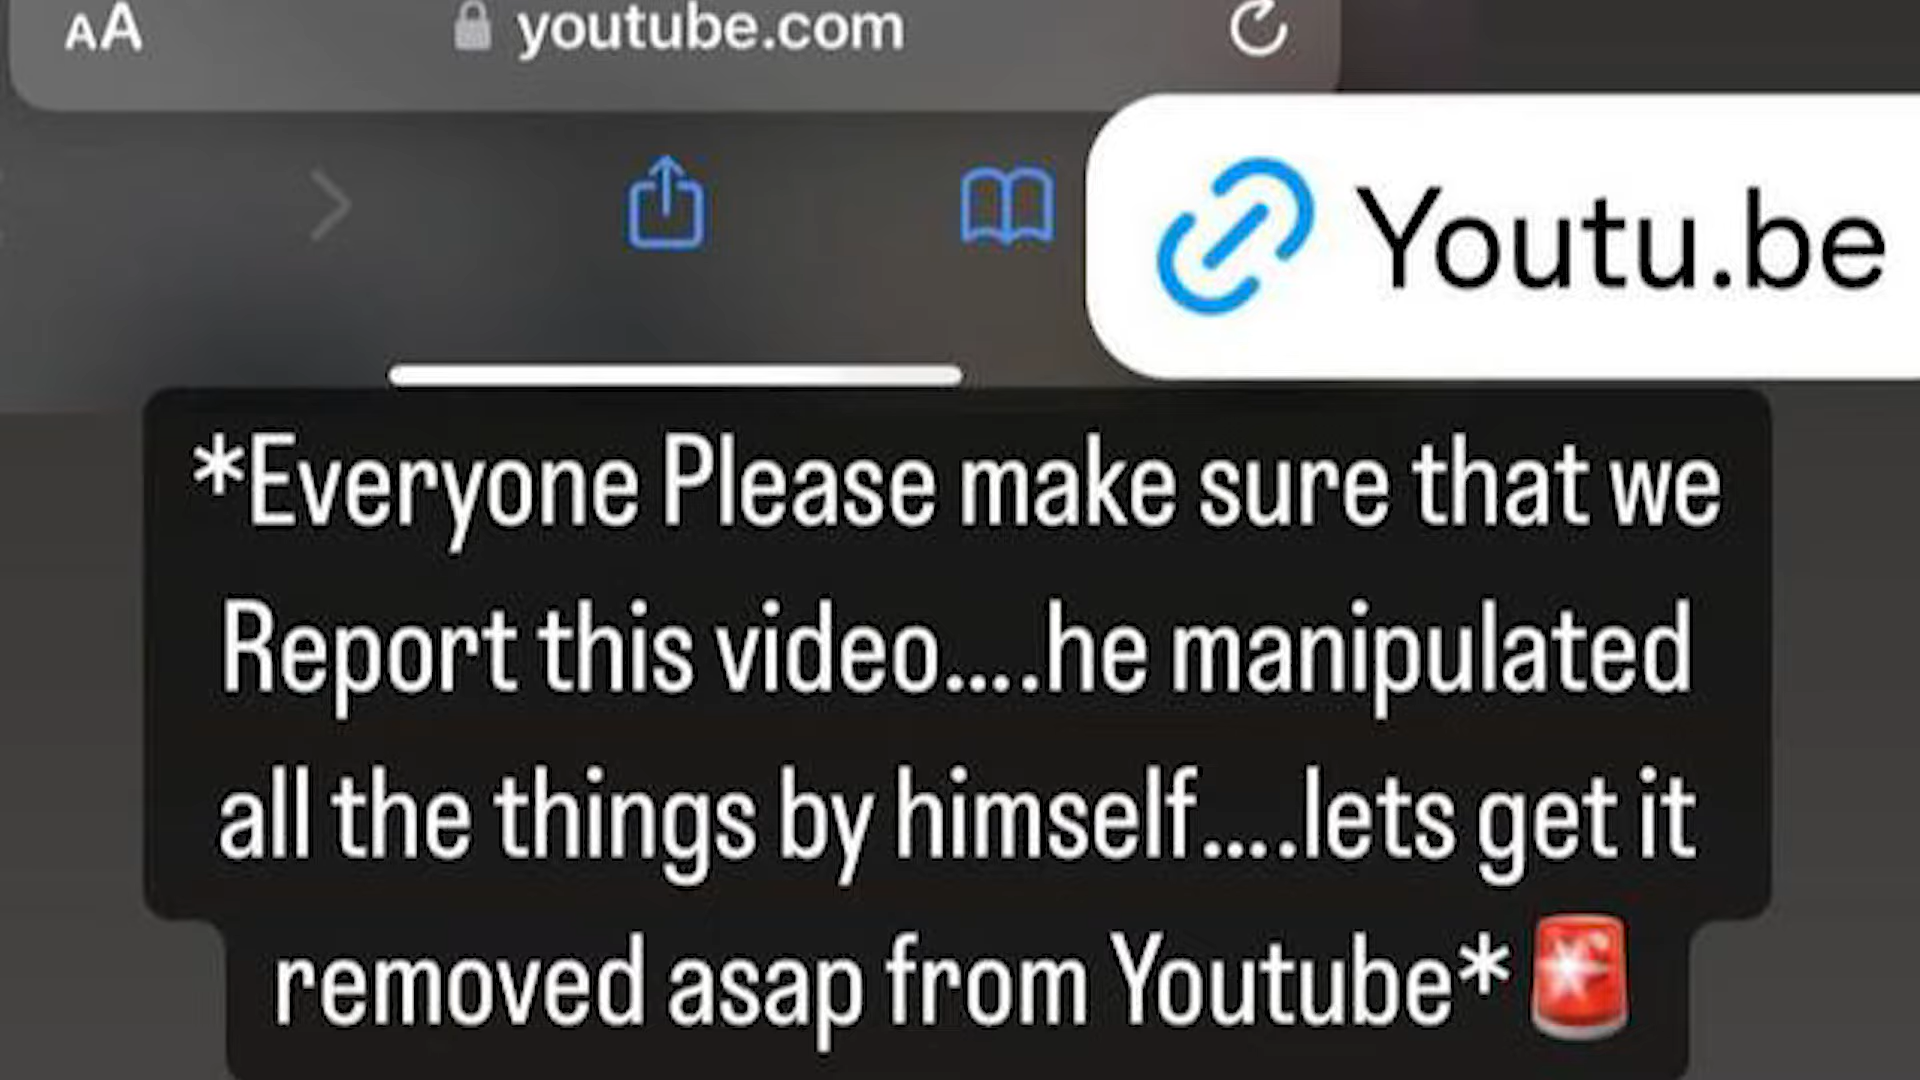 AA youtube.com
Youtu.be
*Everyone Please make sure that we
Report this video....he manipulated
all the things by himself....lets get it
removed asap from Youtube* 🚨